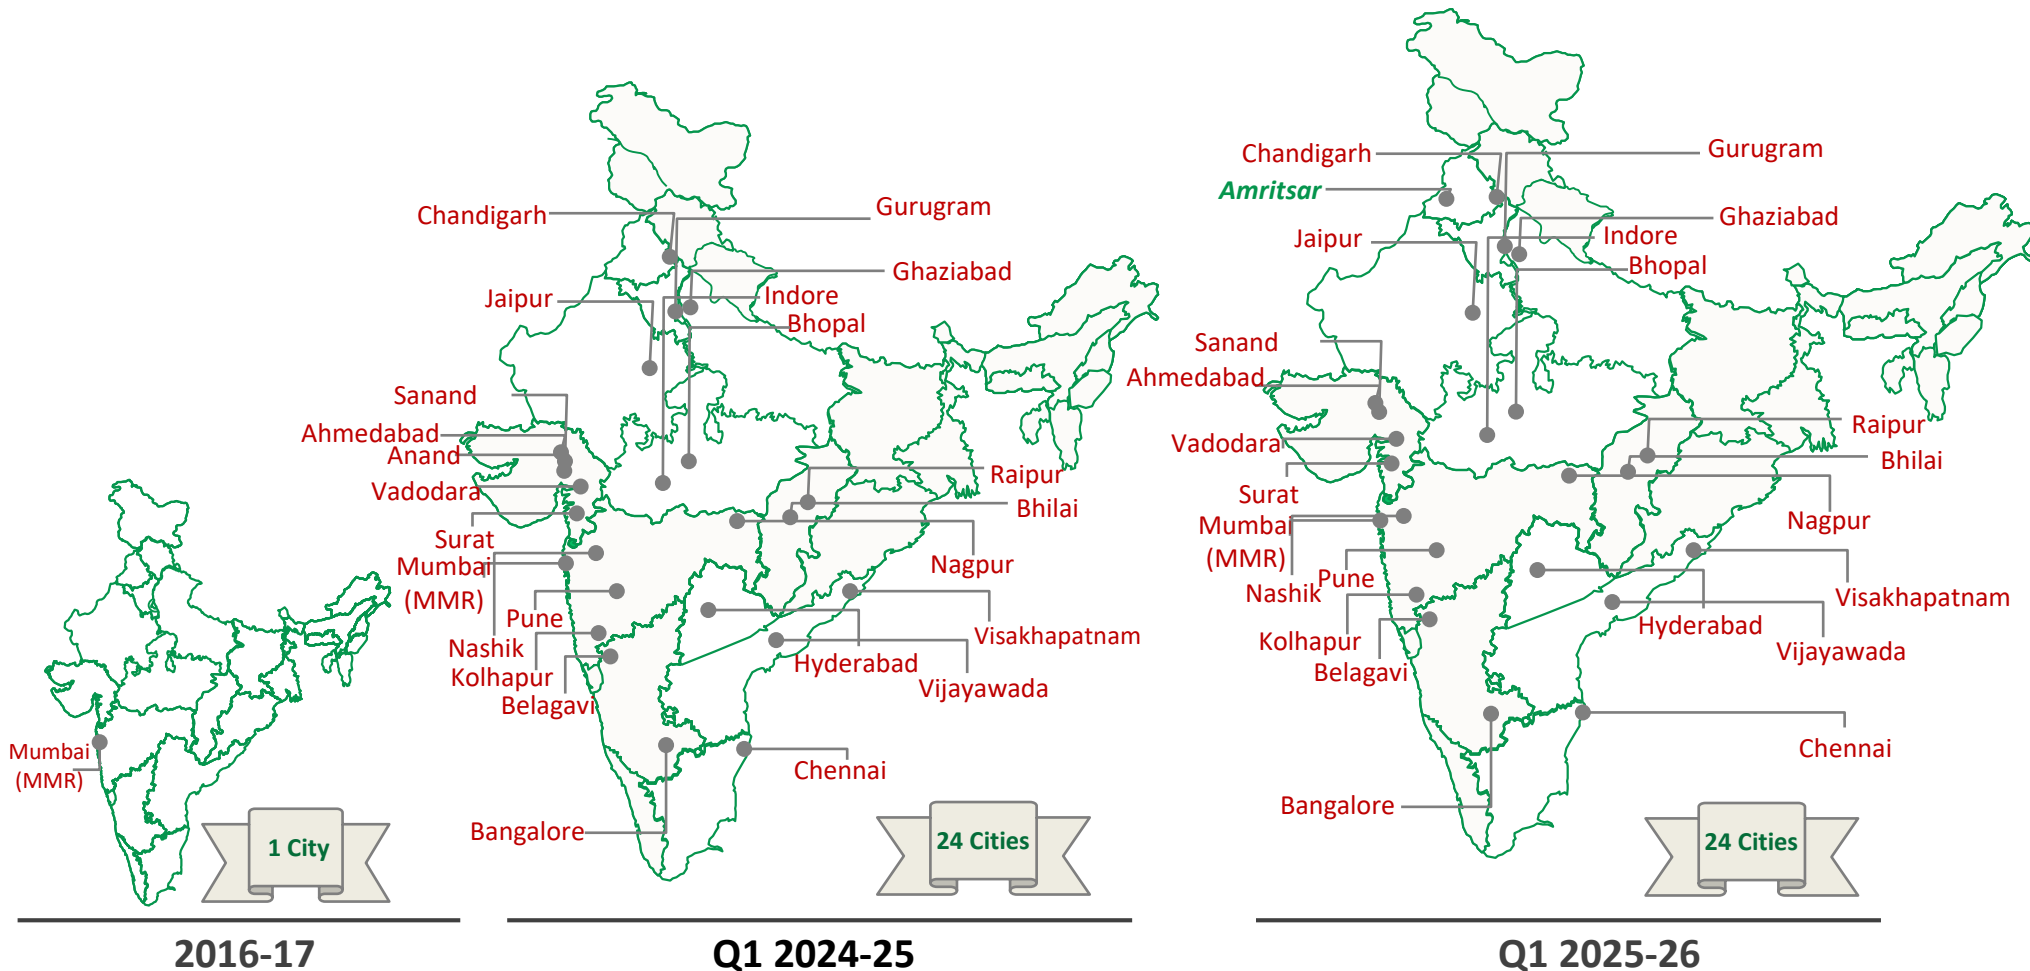 Mumbai
(MMR)
1 City
2016-17
Chandigarh
Gurugram
Ghaziabad
Jaipur
Indore
Bhopal
Sanand
Ahmedabad
Anand
Vadodara
Surat
Mumbai
(MMR)
Pune
Nashik
Kolhapur
Belagavi
Raipur
Bhilai
Nagpur
Visakhapatnam
Hyderabad
Vijayawada
Chennai
Bangalore
24 Cities
Q1 2024-25
Chandigarh
Gurugram
Amritsar
Ghaziabad
Jaipur
Indore
Bhopal
Sanand
Ahmedabad
Vadodara
Surat
Mumbai
(MMR)
Nashik
Pune
Kolhapur
Belagavi
Raipur
Bhilai
Nagpur
Visakhapatnam
Hyderabad
Vijayawada
Chennai
Bangalore
24 Cities
Q1 2025-26